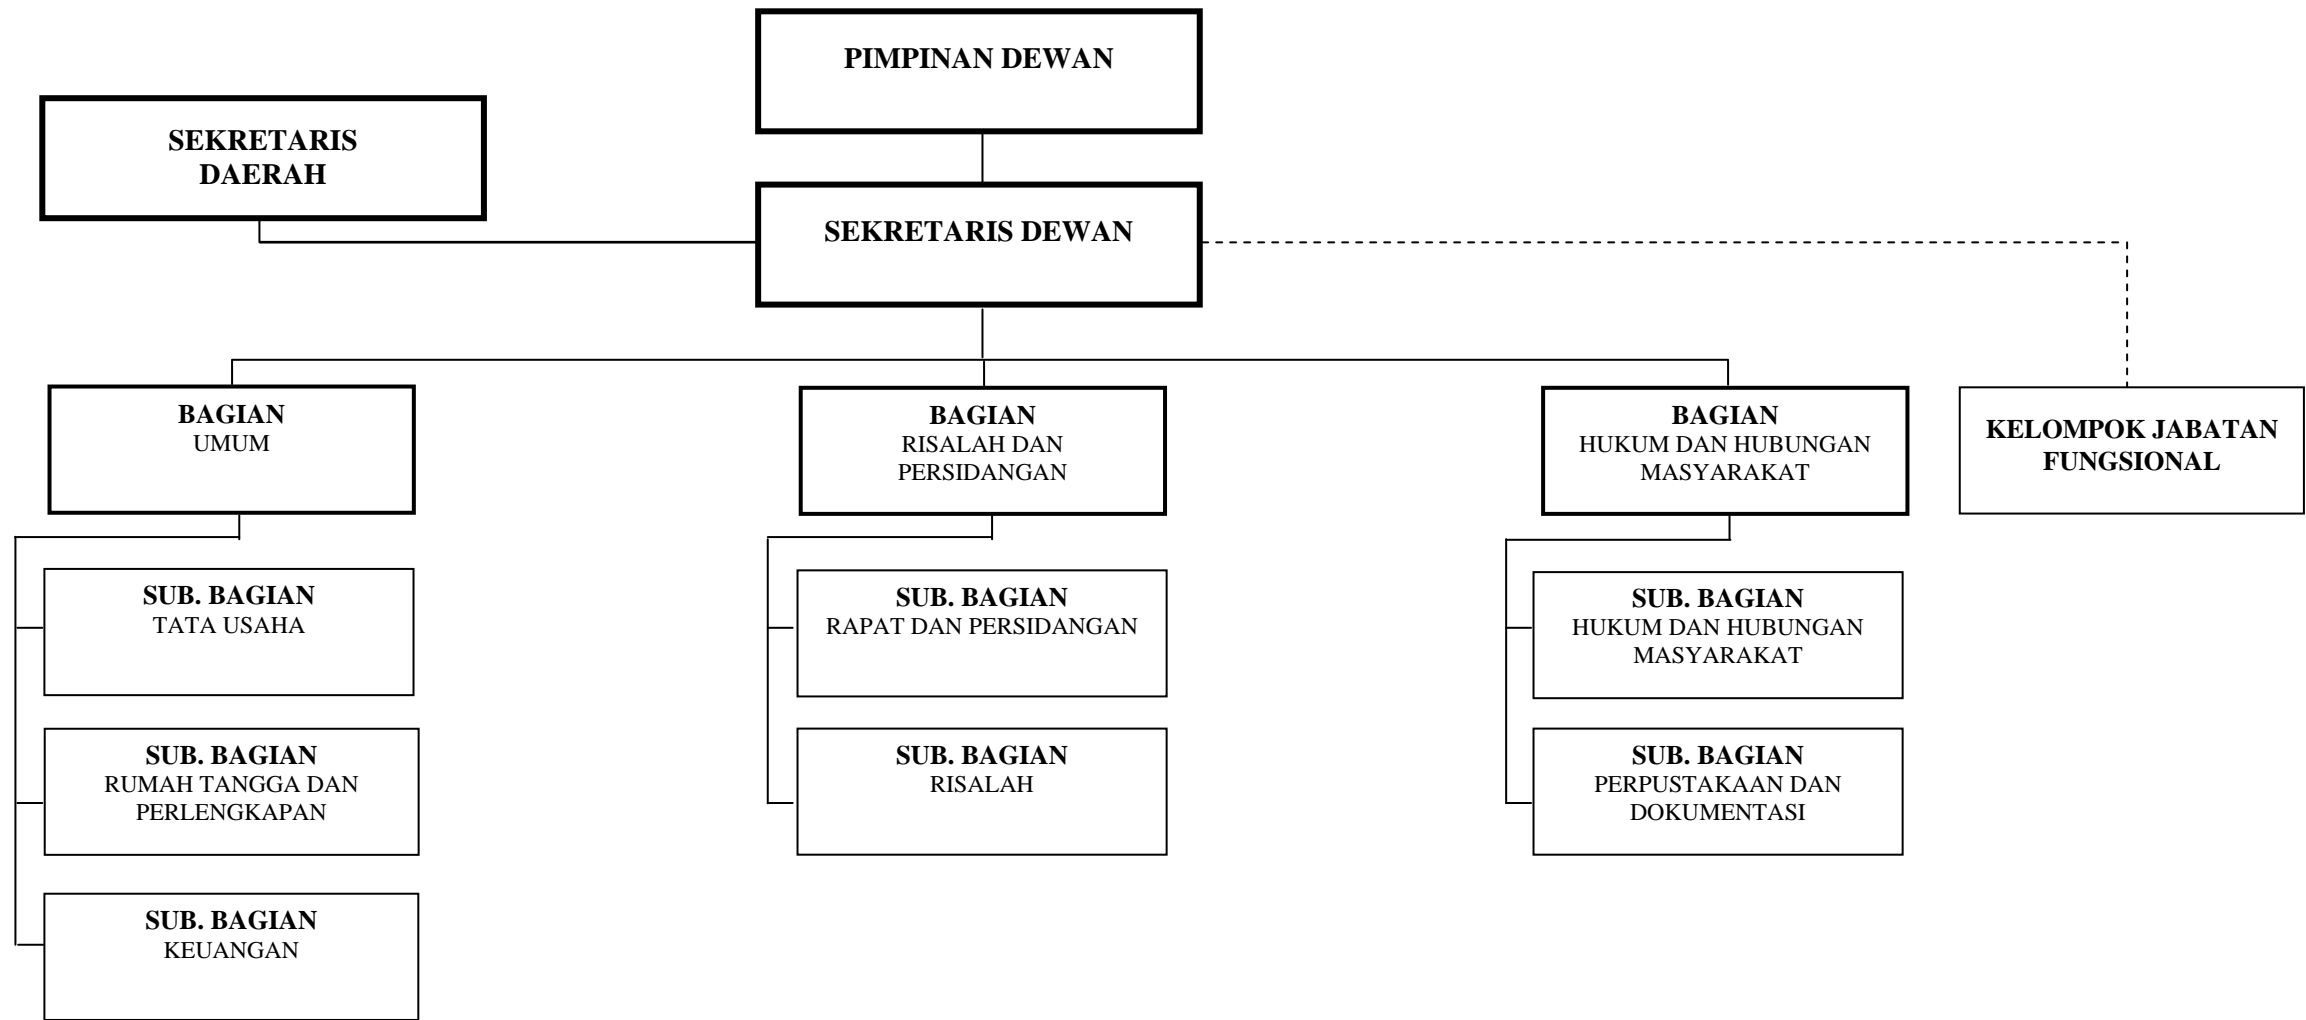 PIMPINAN DEWAN
SEKRETARIS
DAERAH
SEKRETARIS DEWAN
BAGIAN
UMUM
BAGIAN
RISALAH DAN
PERSIDANGAN
BAGIAN
HUKUM DAN HUBUNGAN
MASYARAKAT
KELOMPOK JABATAN
FUNGSIONAL
SUB. BAGIAN
TATA USAHA
SUB. BAGIAN
RAPAT DAN PERSIDANGAN
SUB. BAGIAN
HUKUM DAN HUBUNGAN
MASYARAKAT
SUB. BAGIAN
RUMAH TANGGA DAN
PERLENGKAPAN
SUB. BAGIAN
RISALAH
SUB. BAGIAN
PERPUSTAKAAN DAN
DOKUMENTASI
SUB. BAGIAN
KEUANGAN